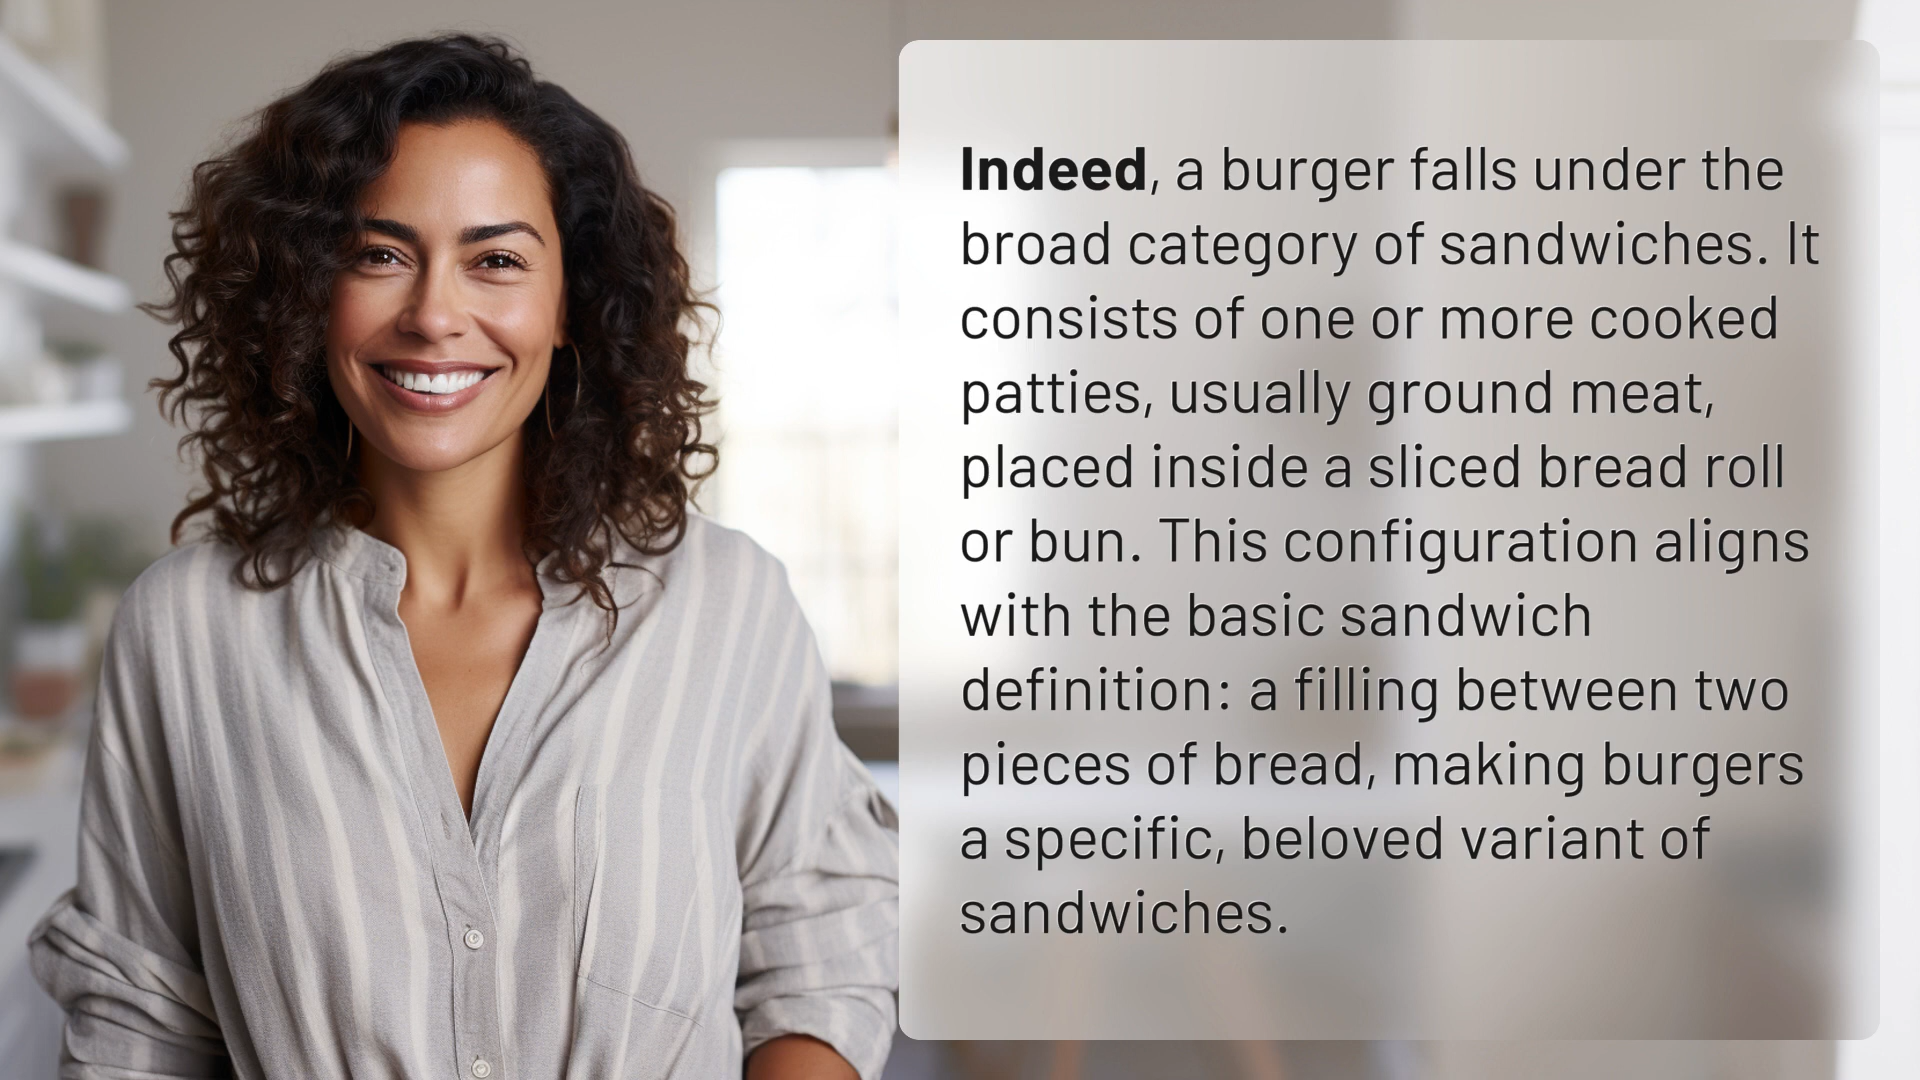 Indeed, a burger falls under the
broad category of sandwiches. It
consists of one or more cooked
patties, usually ground meat,
placed inside a sliced bread roll
or bun. This configuration aligns
with the basic sandwich
definition: a filling between two
pieces of bread, making burgers
a specific, beloved variant of
sandwiches.